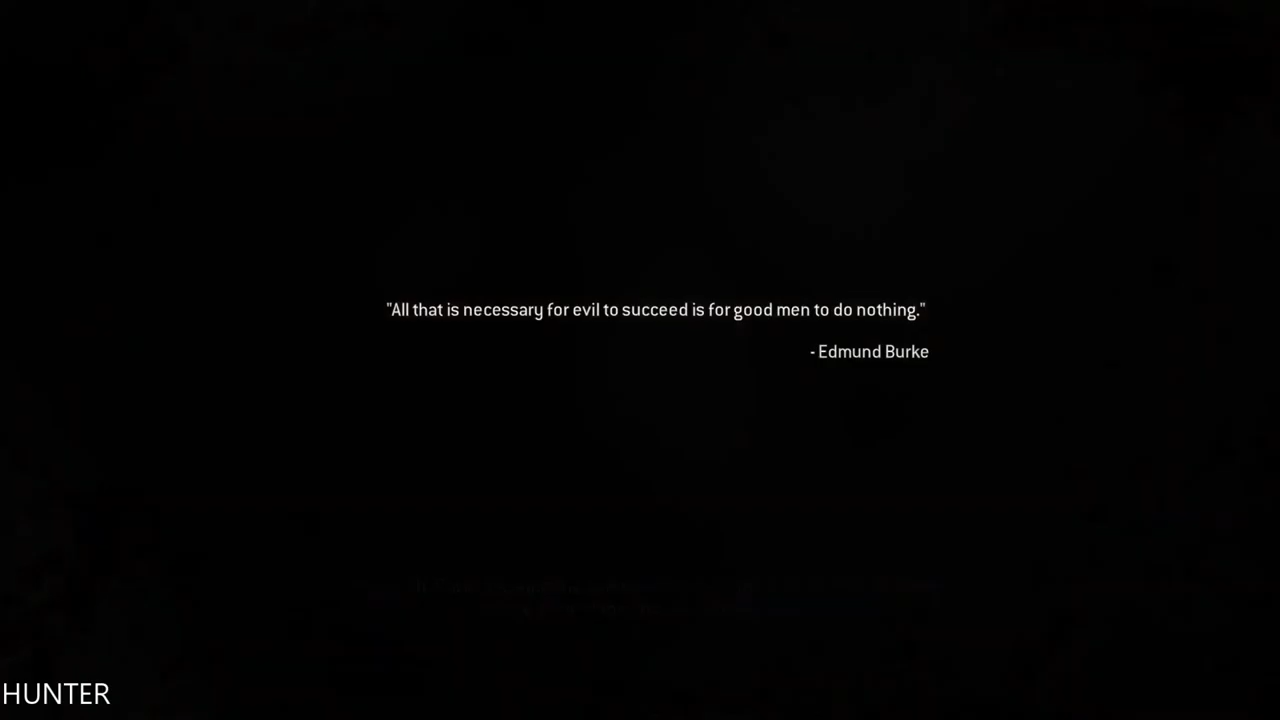 "All that is necessary for evil to succeed is for good men to do nothing."
- Edmund Burke
HUNTER